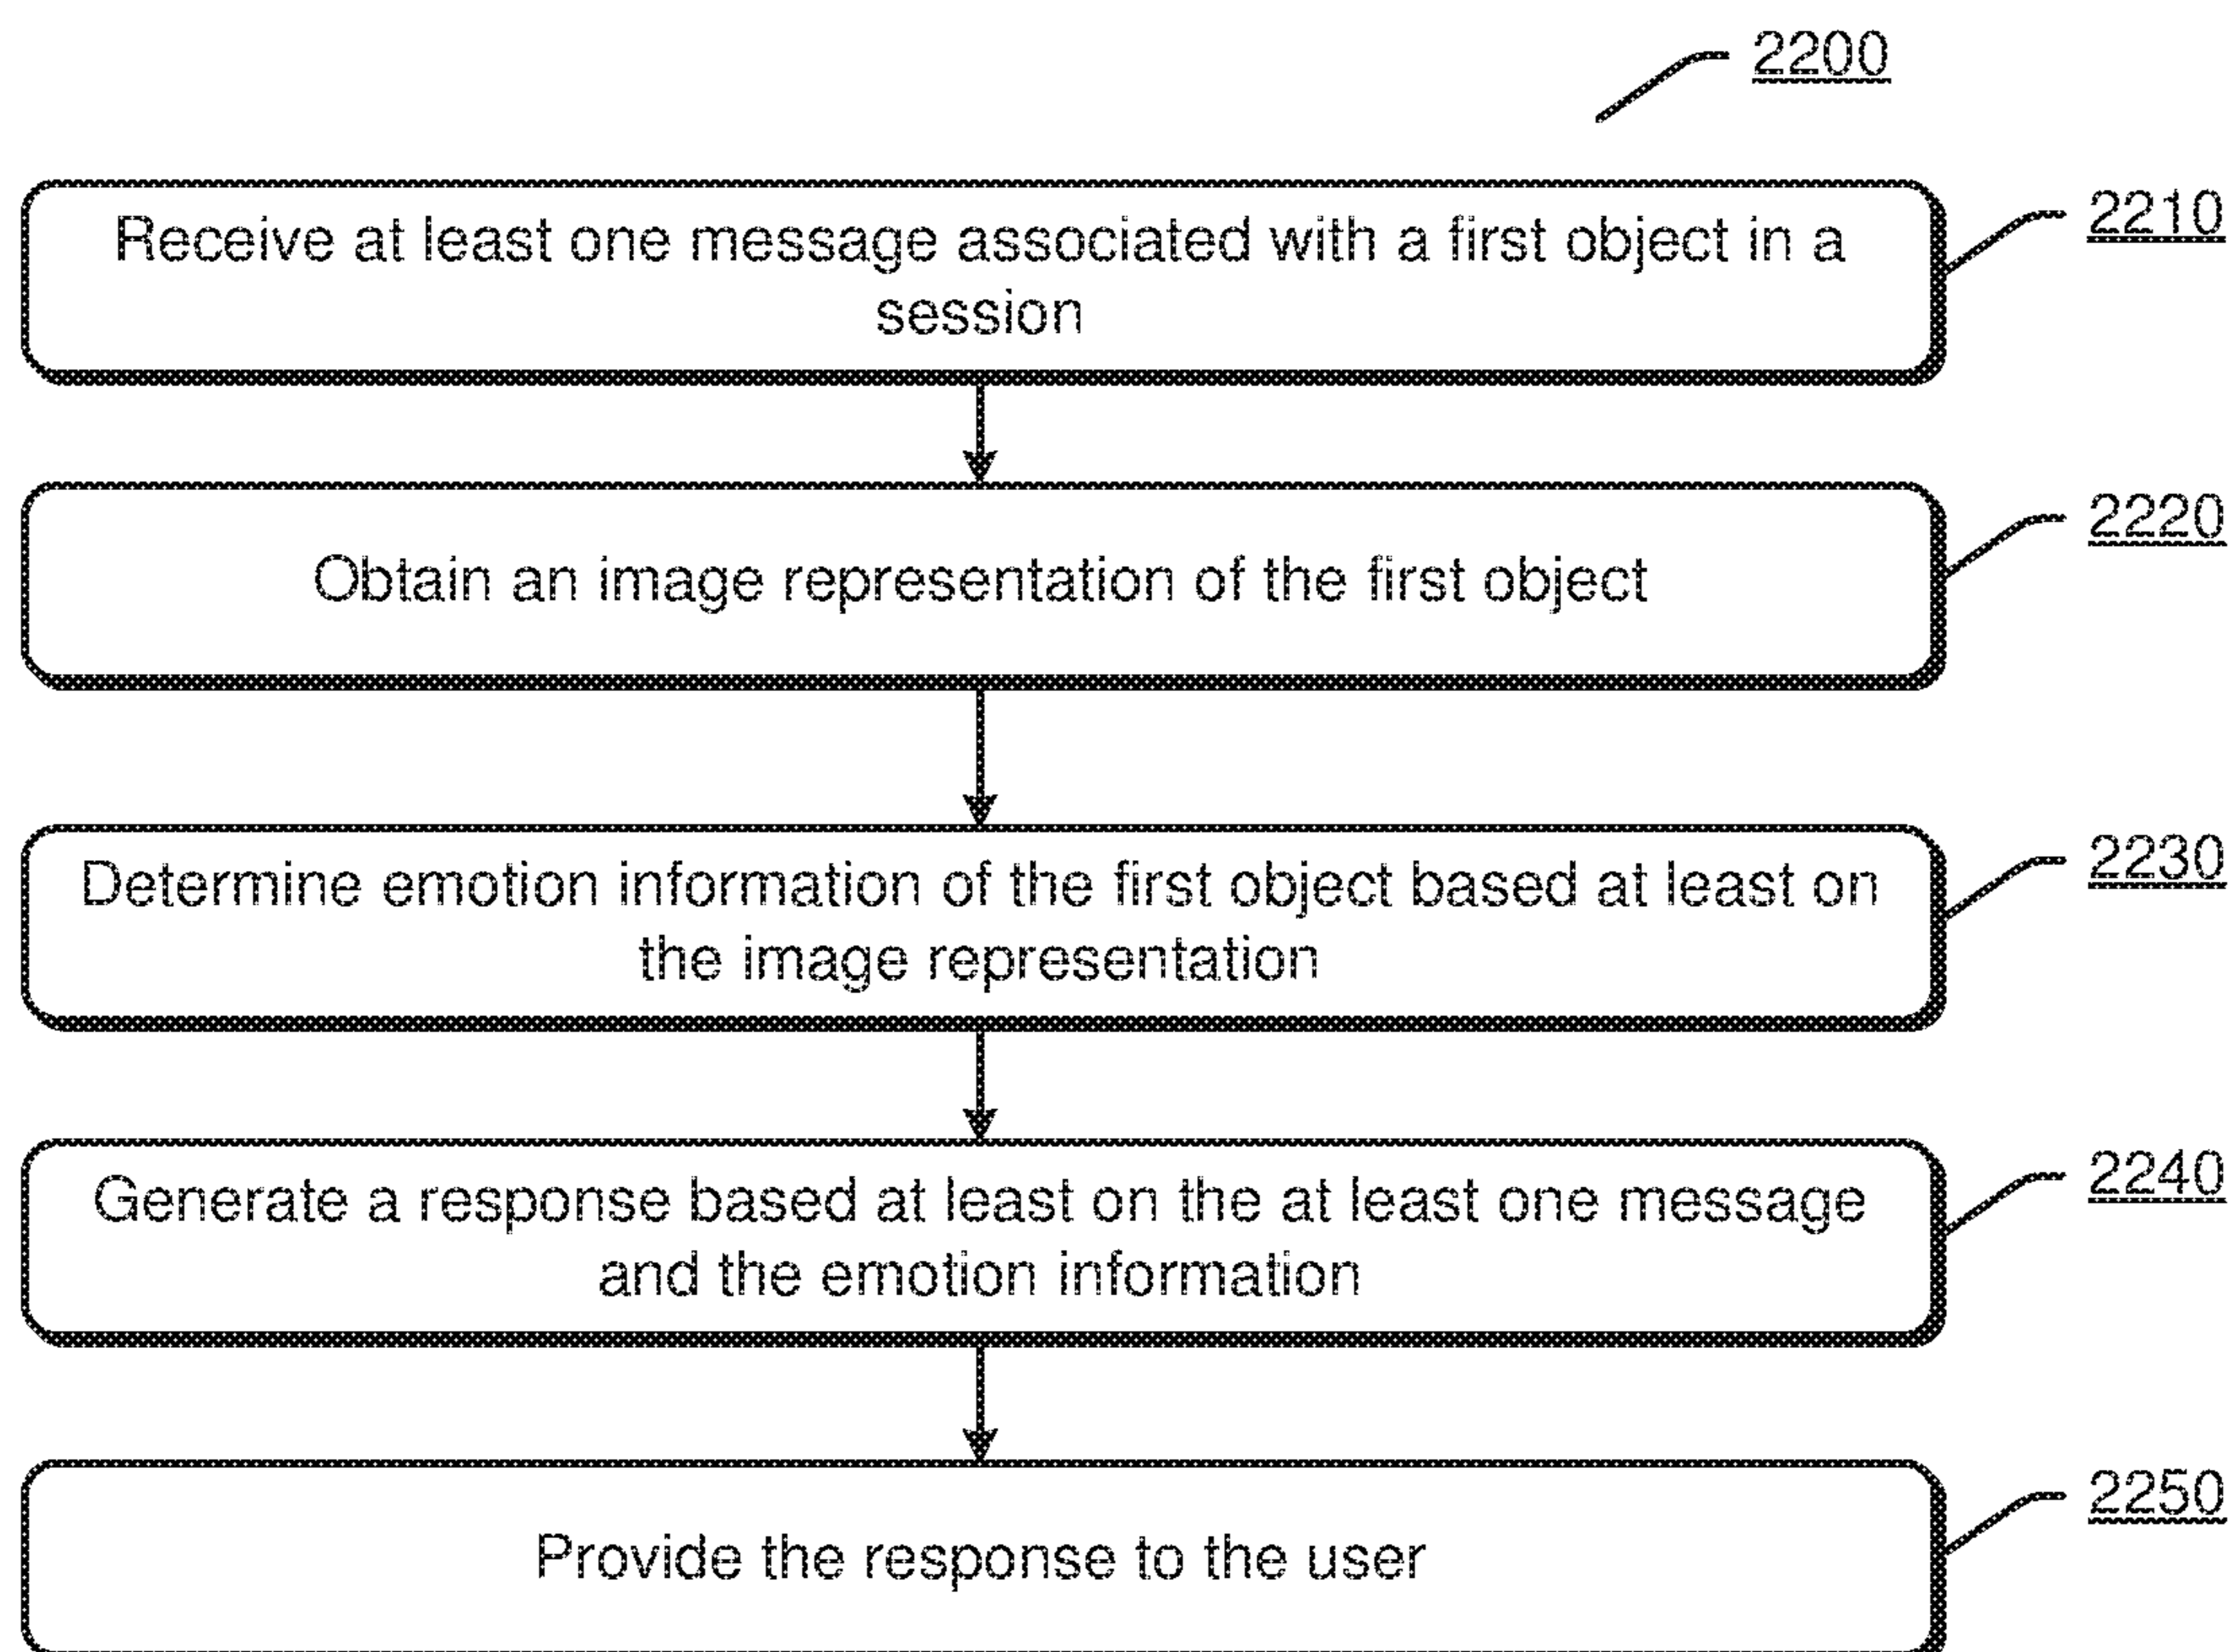 2200
Receive at least one message associated with a first object in a
session
2210
Obtain an image representation of the first object
2220
Determine emotion information of the first object based at least on
the image representation
2230
Generate a response based at least on the at least one message
and the emotion information
2240
Provide the response to the user
2250